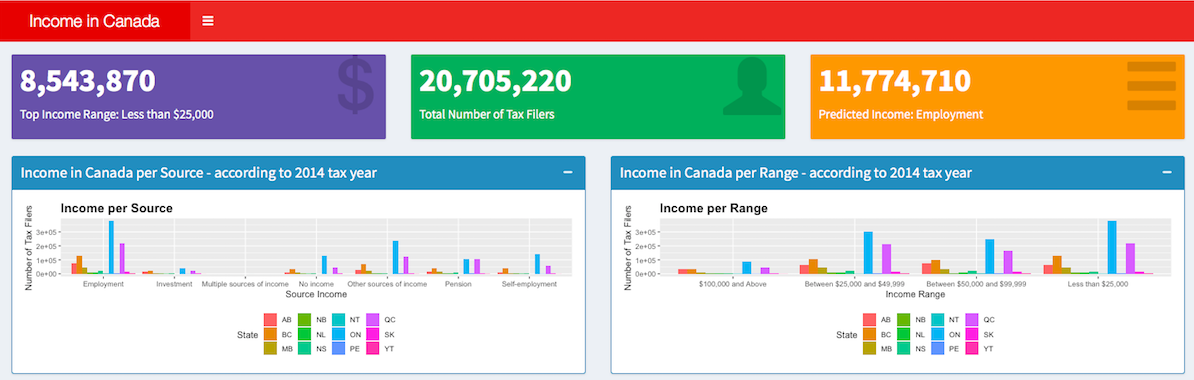 Income in Canada
8,543,870
Top Income Range: Less than $25,000
$
20,705,220
Total Number of Tax Filers
11,774,710
Predicted Income: Employment
Income in Canada per Source - according to 2014 tax year
Income per Source
Number of Tax Filers
3e+05
2e+05
1e+05
0e+00
Employment Investment Multiple sources of income No income Other sources of income Pension Self-employment
Source Income
State
AB NB NT QC
BC NL ON SK
MB NS PE YT
Income in Canada per Range - according to 2014 tax year
Income per Range
Number of Tax Filers
3e+05
2e+05
1e+05
0e+00
$100,000 and Above Between $25,000 and $49,999 Between $50,000 and $99,999 Less than $25,000
Income Range
State
AB NB NT QC
BC NL ON SK
MB NS PE YT